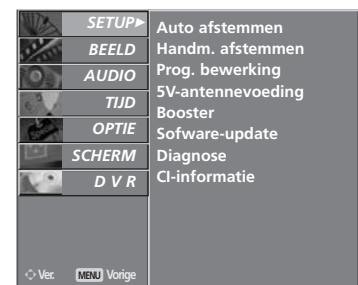 SETUP
BEELD
AUDIO
TIJD
OPTIE
SCHERM
D V R
Auto afstemmen
Handm. afstemmen
Prog. bewerking
5V-antennevoeding
Booster
Sofware-update
Diagnose
CI-informatie
Ver. MENU Vorige